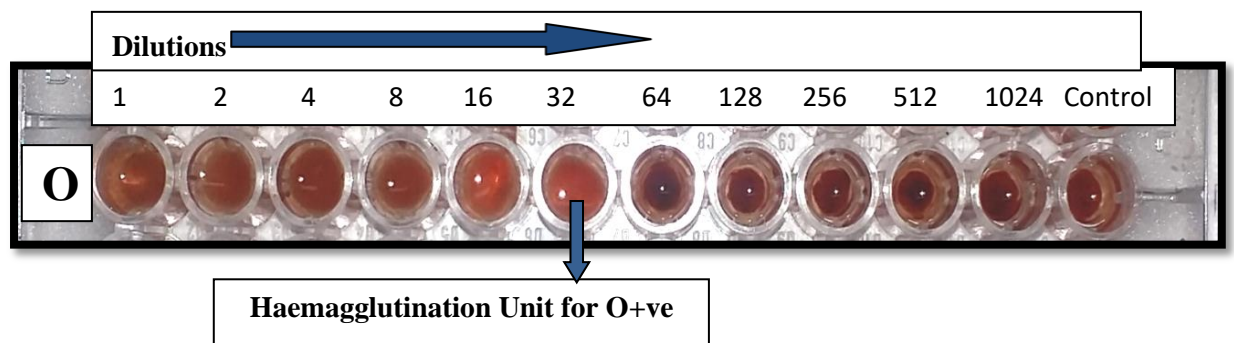 Dilutions
1 2 4 8 16 32 64 128 256 512 1024 Control
O
Haemagglutination Unit for O+ve